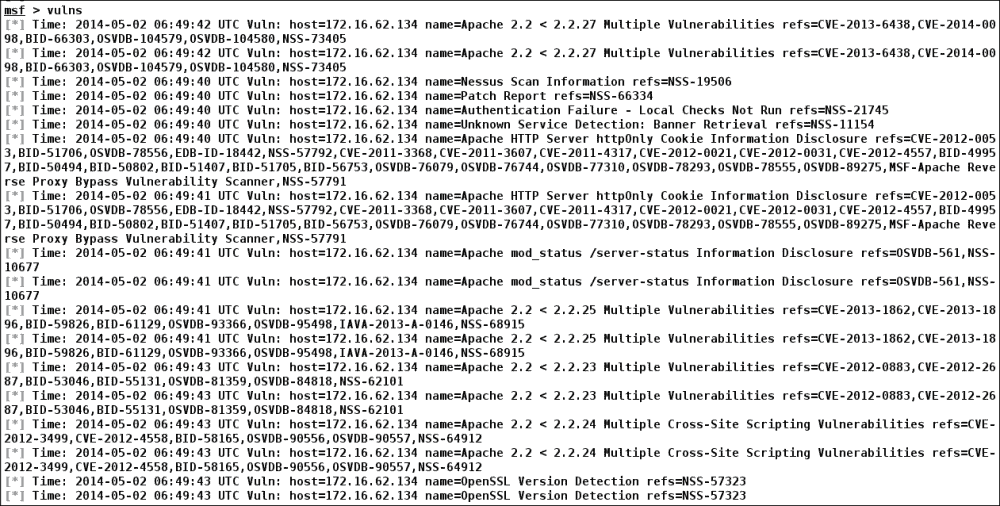 msf > vulns
[*] Time: 2014-05-02 06:49:42 UTC Vuln: host=172.16.62.134 name=Apache 2.2 < 2.2.27 Multiple Vulnerabilities refs=CVE-2013-6438,CVE-2014-00
98,BID-66303,OSVDB-104579,OSVDB-104580,NSS-73405
[*] Time: 2014-05-02 06:49:42 UTC Vuln: host=172.16.62.134 name=Apache 2.2 < 2.2.27 Multiple Vulnerabilities refs=CVE-2013-6438,CVE-2014-00
98,BID-66303,OSVDB-104579,OSVDB-104580,NSS-73405
[*] Time: 2014-05-02 06:49:40 UTC Vuln: host=172.16.62.134 name=Nessus Scan Information refs=NSS-19506
[*] Time: 2014-05-02 06:49:40 UTC Vuln: host=172.16.62.134 name=Patch Report refs=NSS-66334
[*] Time: 2014-05-02 06:49:40 UTC Vuln: host=172.16.62.134 name=Authentication Failure - Local Checks Not Run refs=NSS-21745
[*] Time: 2014-05-02 06:49:40 UTC Vuln: host=172.16.62.134 name=Unknown Service Detection: Banner Retrieval refs=NSS-11154
[*] Time: 2014-05-02 06:49:40 UTC Vuln: host=172.16.62.134 name=Apache HTTP Server httpOnly Cookie Information Disclosure refs=CVE-2012-005
3,BID-51706,OSVDB-78556,EDB-ID-18442,NSS-57792,CVE-2011-3368,CVE-2011-3607,CVE-2011-4317,CVE-2012-0021,CVE-2012-0031,CVE-2012-4557,BID-4995
7,BID-50494,BID-50802,BID-51407,BID-51705,BID-56753,OSVDB-76079,OSVDB-76744,OSVDB-77310,OSVDB-78293,OSVDB-78555,OSVDB-89275,MSF-Apache Reve
rse Proxy Bypass Vulnerability Scanner,NSS-57791
[*] Time: 2014-05-02 06:49:41 UTC Vuln: host=172.16.62.134 name=Apache HTTP Server httpOnly Cookie Information Disclosure refs=CVE-2012-005
3,BID-51706,OSVDB-78556,EDB-ID-18442,NSS-57792,CVE-2011-3368,CVE-2011-3607,CVE-2011-4317,CVE-2012-0021,CVE-2012-0031,CVE-2012-4557,BID-4995
7,BID-50494,BID-50802,BID-51407,BID-51705,BID-56753,OSVDB-76079,OSVDB-76744,OSVDB-77310,OSVDB-78293,OSVDB-78555,OSVDB-89275,MSF-Apache Reve
rse Proxy Bypass Vulnerability Scanner,NSS-57791
[*] Time: 2014-05-02 06:49:41 UTC Vuln: host=172.16.62.134 name=Apache mod_status /server-status Information Disclosure refs=OSVDB-561,NSS-
10677
[*] Time: 2014-05-02 06:49:41 UTC Vuln: host=172.16.62.134 name=Apache mod_status /server-status Information Disclosure refs=OSVDB-561,NSS-
10677
[*] Time: 2014-05-02 06:49:41 UTC Vuln: host=172.16.62.134 name=Apache 2.2 < 2.2.25 Multiple Vulnerabilities refs=CVE-2013-1862,CVE-2013-18
96,BID-59826,BID-61129,OSVDB-93366,OSVDB-95498,IAVA-2013-A-0146,NSS-68915
[*] Time: 2014-05-02 06:49:41 UTC Vuln: host=172.16.62.134 name=Apache 2.2 < 2.2.25 Multiple Vulnerabilities refs=CVE-2013-1862,CVE-2013-18
96,BID-59826,BID-61129,OSVDB-93366,OSVDB-95498,IAVA-2013-A-0146,NSS-68915
[*] Time: 2014-05-02 06:49:43 UTC Vuln: host=172.16.62.134 name=Apache 2.2 < 2.2.23 Multiple Vulnerabilities refs=CVE-2012-0883,CVE-2012-26
87,BID-53046,BID-55131,OSVDB-81359,OSVDB-84818,NSS-62101
[*] Time: 2014-05-02 06:49:43 UTC Vuln: host=172.16.62.134 name=Apache 2.2 < 2.2.23 Multiple Vulnerabilities refs=CVE-2012-0883,CVE-2012-26
87,BID-53046,BID-55131,OSVDB-81359,OSVDB-84818,NSS-62101
[*] Time: 2014-05-02 06:49:43 UTC Vuln: host=172.16.62.134 name=Apache 2.2 < 2.2.24 Multiple Cross-Site Scripting Vulnerabilities refs=CVE-
2012-3499,CVE-2012-4558,BID-58165,OSVDB-90556,OSVDB-90557,NSS-64912
[*] Time: 2014-05-02 06:49:43 UTC Vuln: host=172.16.62.134 name=Apache 2.2 < 2.2.24 Multiple Cross-Site Scripting Vulnerabilities refs=CVE-
2012-3499,CVE-2012-4558,BID-58165,OSVDB-90556,OSVDB-90557,NSS-64912
[*] Time: 2014-05-02 06:49:43 UTC Vuln: host=172.16.62.134 name=OpenSSL Version Detection refs=NSS-57323
[*] Time: 2014-05-02 06:49:43 UTC Vuln: host=172.16.62.134 name=OpenSSL Version Detection refs=NSS-57323